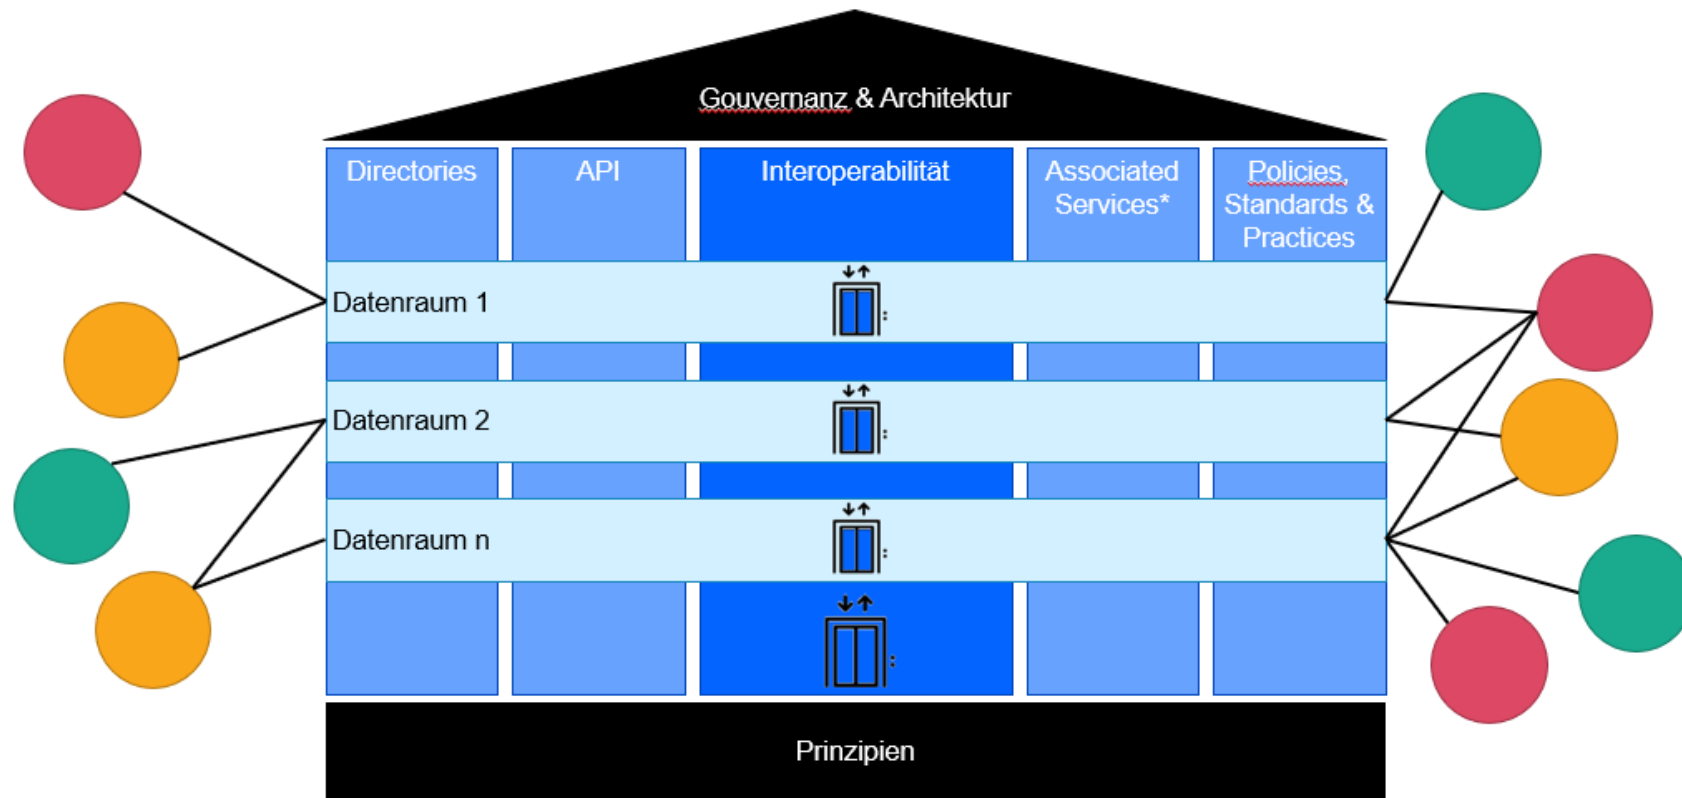 Gouvernanz & Architektur
Directories
API
Interoperabilität
Associated
Services*
Policies,
Standards &
Practices
Datenraum 1
Datenraum 2
Datenraum n
Prinzipien